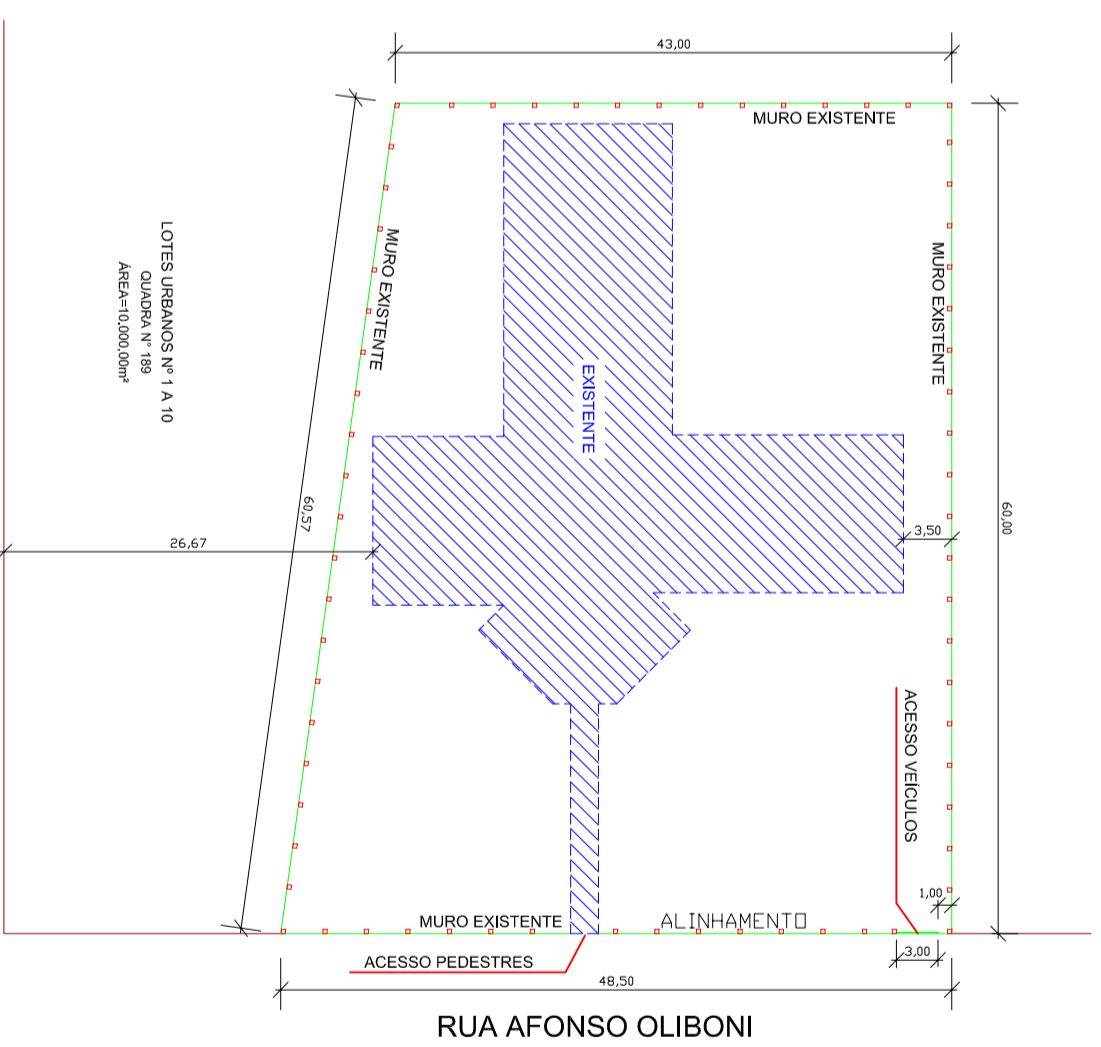 43,00
MURO EXISTENTE
LOTES URBANOS Nº 1 A 10
QUADRA N° 189
ÁREA=10.000,00m²
MURO EXISTENTE
MURO EXISTENTE
EXISTENTE
60,57
60,00
26,67
3,50
ACESSO VEÍCULOS
1,00
MURO EXISTENTE
ALINHAMENTO
3,00
ACESSO PEDESTRES
48,50
RUA AFONSO OLIBONI